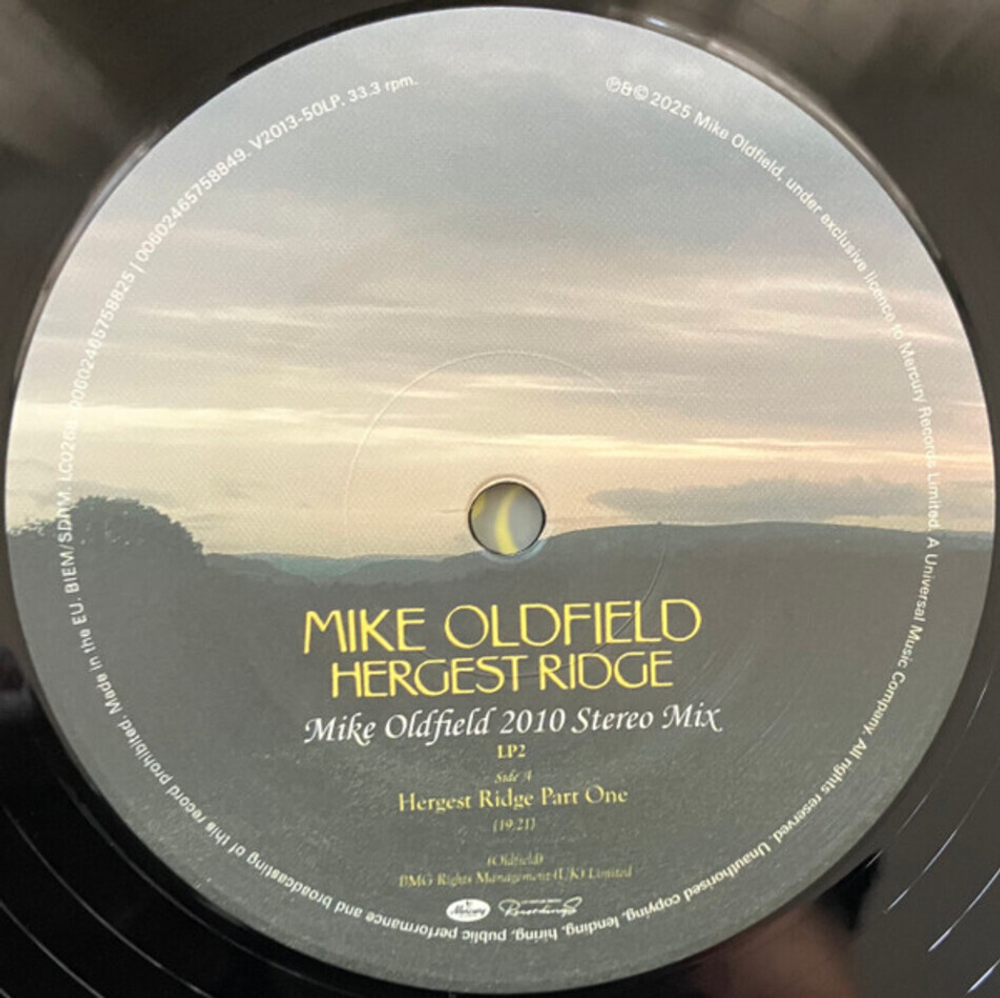 MIKE OLDFIELD
HERGEST RIDGE
Mike Oldfield 2010 Stereo Mix
LP2
Side A
Hergest Ridge Part One
(19:21)
(Oldfield)
BMG Rights Management (UK) Limited
Mercury
℗&© 2025 Mike Oldfield, under exclusive licence to Mercury Records Limited. A Universal Music Company. All rights reserved. Unauthorised copying, lending, hiring, public performance and broadcasting of this record prohibited. Made in the EU. BIEM/SDRM. 00602465758825 | 00602465758849. V2013-50LP. 33.3 rpm.